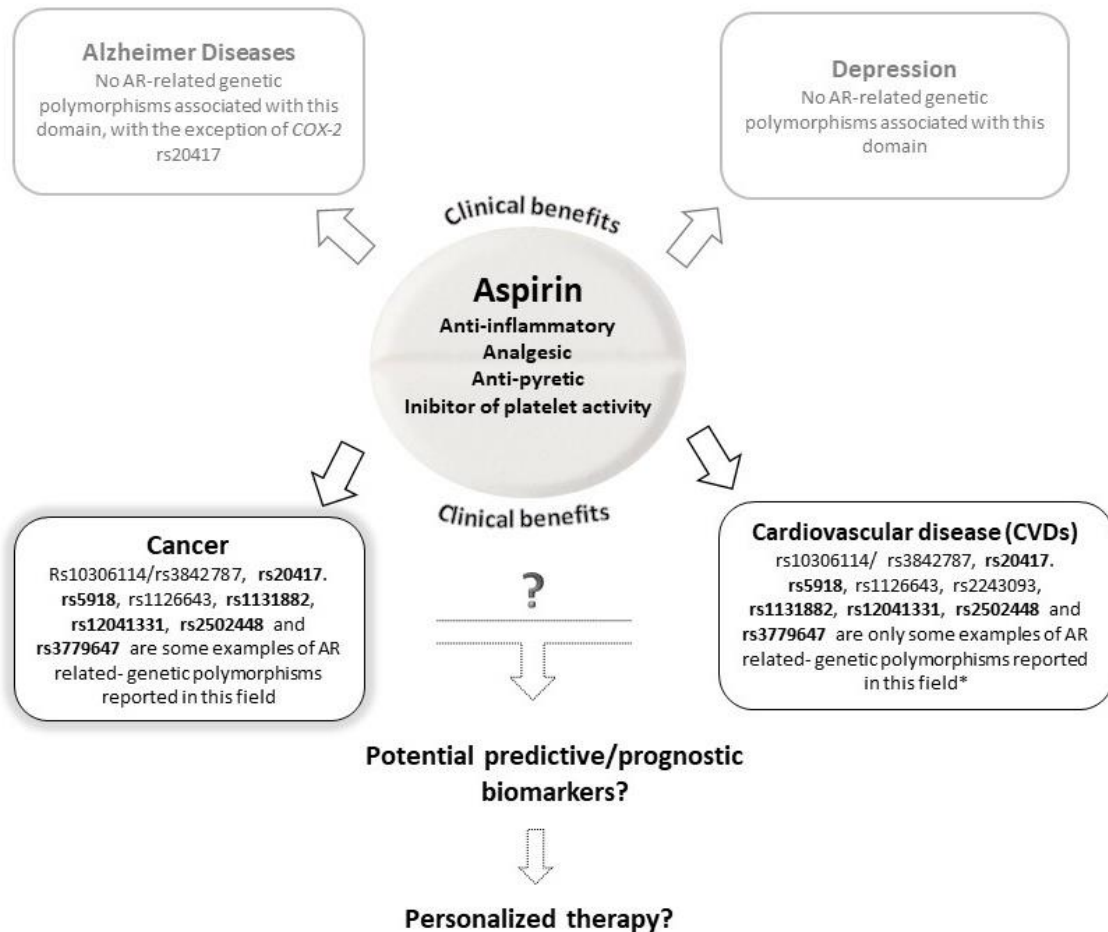 Alzheimer Diseases
No AR-related genetic
polymorphisms associated with this
domain, with the exception of COX-2
rs20417
Depression
No AR-related genetic
polymorphisms associated with this
domain
Clinical benefits
Aspirin
Anti-inflammatory
Analgesic
Anti-pyretic
Inibitor of platelet activity
Clinical benefits
Cancer
Rs10306114/rs3842787, rs20417.
rs5918, rs1126643, rs1131882,
rs12041331, rs2502448 and
rs3779647 are some examples of AR
related- genetic polymorphisms
reported in this field
Cardiovascular disease (CVDs)
rs10306114/ rs3842787, rs20417.
rs5918, rs1126643, rs2243093,
rs1131882, rs12041331, rs2502448 and
rs3779647 are only some examples of AR
related- genetic polymorphisms reported
in this field*
?
Potential predictive/prognostic
biomarkers?
Personalized therapy?